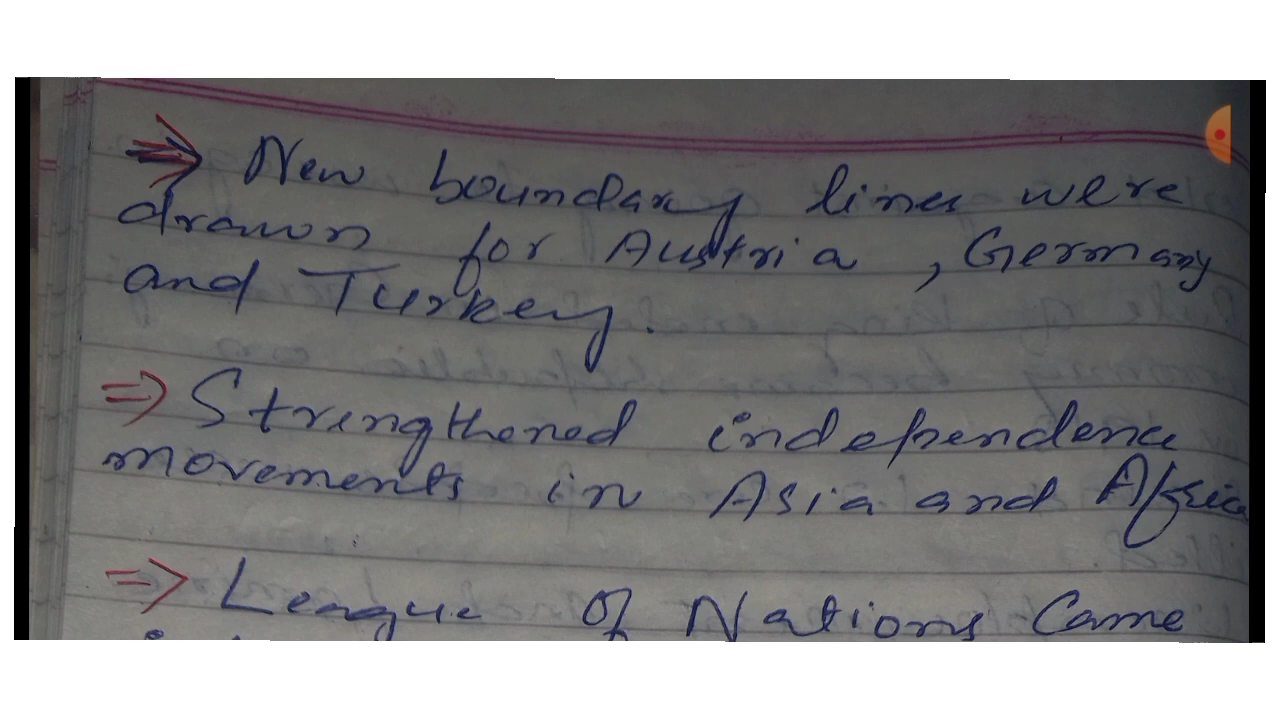 ⇒ New boundary lines were
drawn for Austria, Germany
and Turkey.
⇒ Strengthened independence
movements in Asia and Africa
⇒ League Of Nations Came